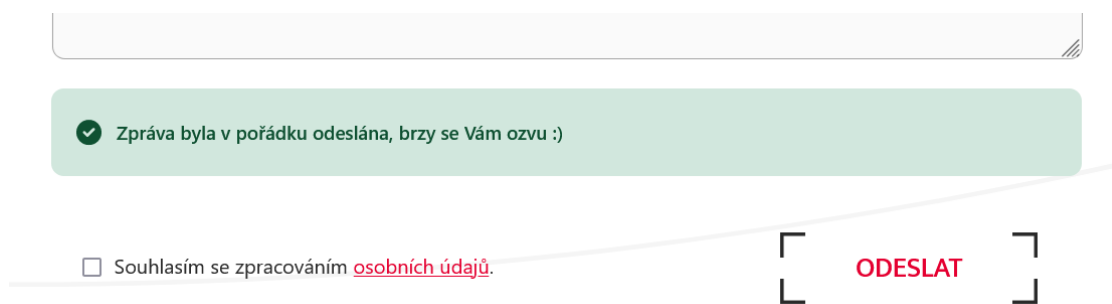 Zpráva byla v pořádku odeslána, brzy se Vám ozvu :)
Souhlasím se zpracováním osobních údajů.
ODESLAT